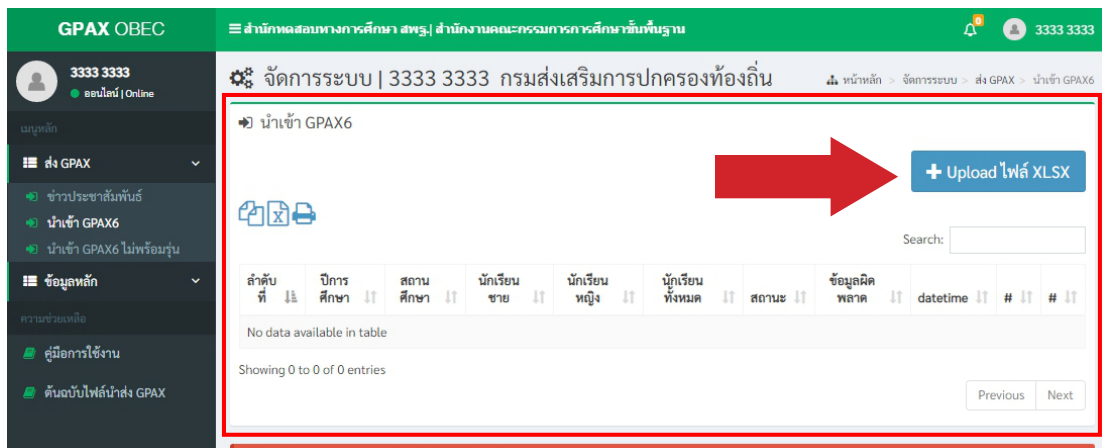 GPAX OBEC
สำนักทดสอบทางการศึกษา สพฐ.| สำนักงานคณะกรรมการการศึกษาขั้นพื้นฐาน
0
3333 3333
3333 3333
ออนไลน์ | Online
จัดการระบบ | 3333 3333 กรมส่งเสริมการปกครองท้องถิ่น
หน้าหลัก > จัดการระบบ > ส่ง GPAX > นำเข้า GPAX6
เมนูหลัก
ส่ง GPAX
ข่าวประชาสัมพันธ์
นำเข้า GPAX6
นำเข้า GPAX6 ไม่พร้อมรุ่น
ข้อมูลหลัก
ความช่วยเหลือ
คู่มือการใช้งาน
ต้นฉบับไฟล์นำส่ง GPAX
นำเข้า GPAX6
Upload ไฟล์ XLSX
Search:
ลำดับที่ ปีการศึกษา สถานศึกษา นักเรียนชาย นักเรียนหญิง นักเรียนทั้งหมด สถานะ ข้อมูลผิดพลาด datetime # #
No data available in table
Showing 0 to 0 of 0 entries
Previous Next